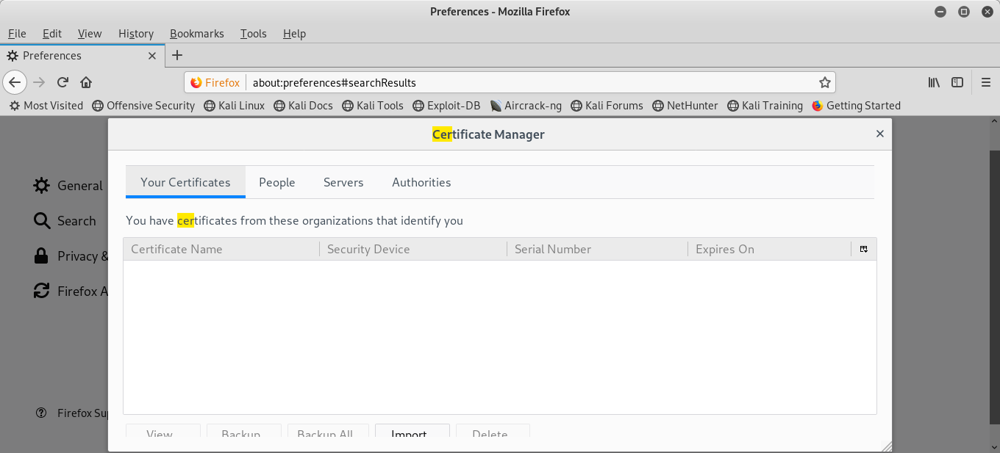 Preferences - Mozilla Firefox
File Edit View History Bookmarks Tools Help
Preferences
Firefox about:preferences#searchResults
Most Visited Offensive Security Kali Linux Kali Docs Kali Tools Exploit-DB Aircrack-ng Kali Forums NetHunter Kali Training Getting Started
Certificate Manager
General
Search
Privacy &
Firefox A
Firefox Sup
Your Certificates People Servers Authorities
You have certificates from these organizations that identify you
Certificate Name Security Device Serial Number Expires On
View... Backup... Backup All... Import... Delete...